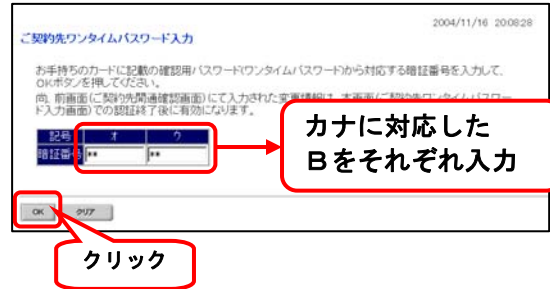 2004/11/16 20:08:28
ご契約先ワンタイムパスワード入力
お手持ちのカードに記載の確認用パスワード(ワンタイムパスワード)から対応する暗証番号を入力して、
OKボタンを押してください。
尚、前画面(ご契約先開通確認画面)にて入力された変更情報は、本画面(ご契約先ワンタイムパスワー
ド入力画面)での認証終了後に有効になります。
記号 オ ウ
暗証番号 ** **
カナに対応した
Bをそれぞれ入力
OK クリア
クリック